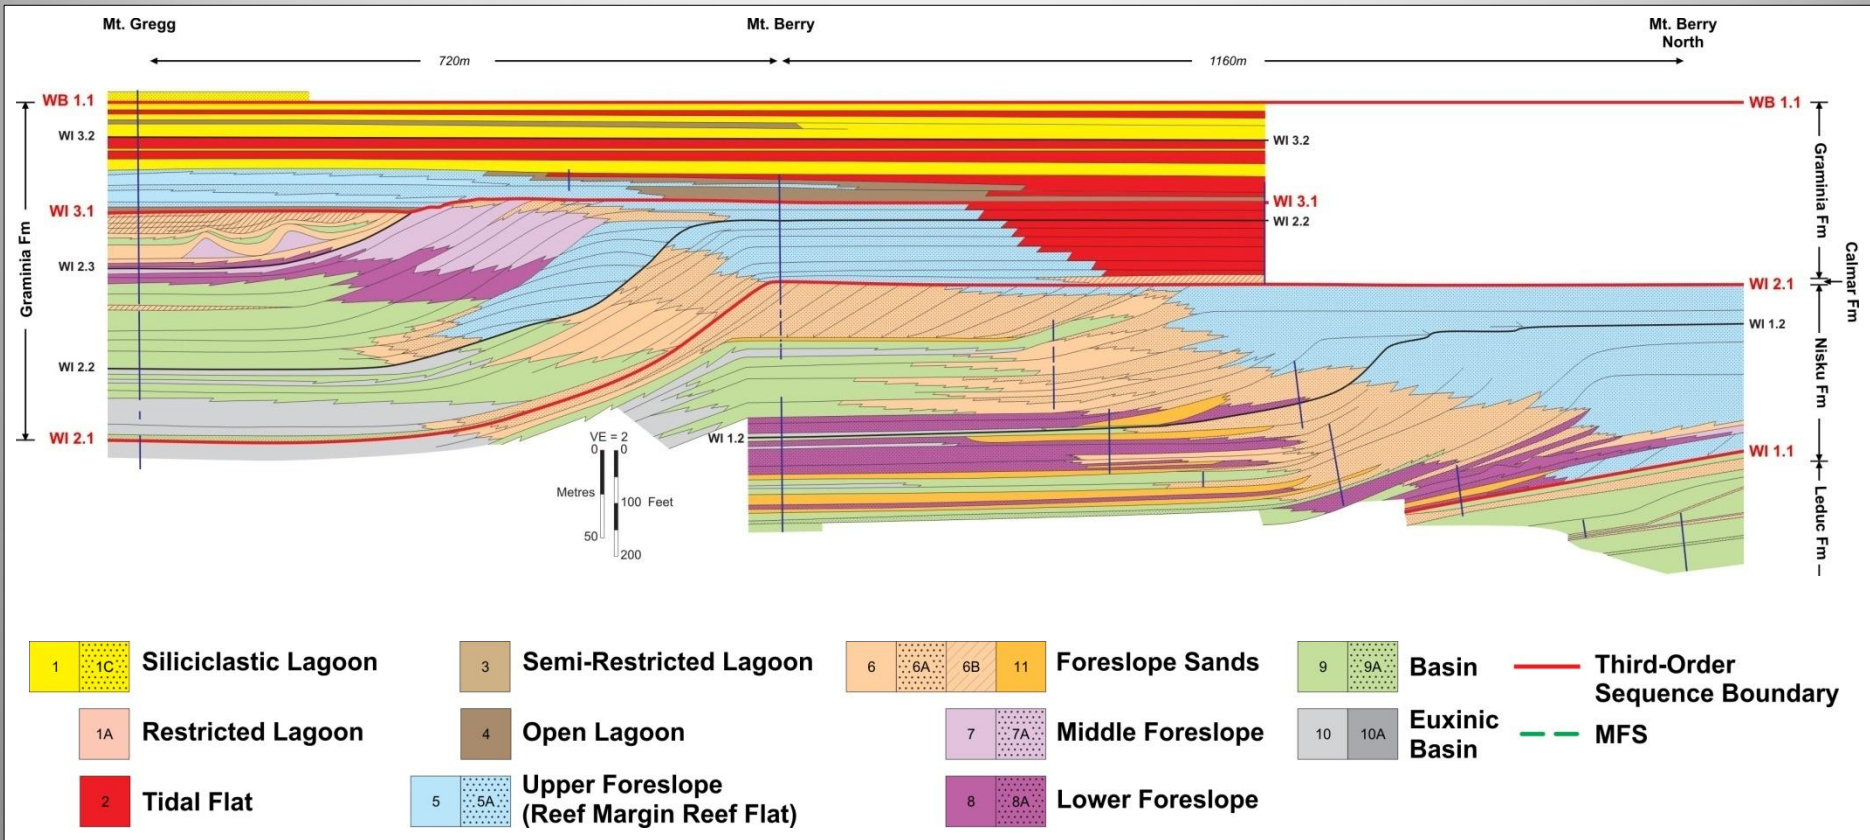 Mt. Gregg
Mt. Berry
Mt. Berry
North
720m
1160m
WB 1.1
WB 1.1
WI 3.2
WI 3.2
WI 3.1
WI 3.1
WI 2.2
WI 2.3
WI 2.1
WI 1.2
WI 2.2
WI 2.1
WI 1.2
WI 1.1
Graminia Fm
Graminia Fm
Calmar Fm
Nisku Fm
Leduc Fm
VE = 2
0 0
Metres
100 Feet
50
200
1 1C Siliciclastic Lagoon
3 Semi-Restricted Lagoon
6 6A 6B 11 Foreslope Sands
9 9A Basin
Third-Order
Sequence Boundary
1A Restricted Lagoon
4 Open Lagoon
7 7A Middle Foreslope
10 10A Euxinic
Basin
MFS
2 Tidal Flat
5 5A Upper Foreslope
(Reef Margin Reef Flat)
8 8A Lower Foreslope